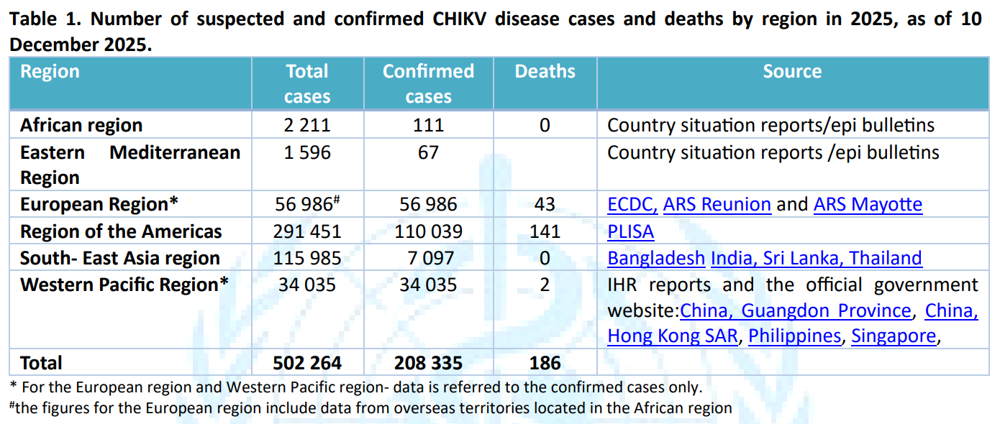 Table 1. Number of suspected and confirmed CHIKV disease cases and deaths by region in 2025, as of 10
December 2025.
Region Total cases Confirmed cases Deaths Source
African region 2 211 111 0 Country situation reports/epi bulletins
Eastern Mediterranean Region 1 596 67 Country situation reports /epi bulletins
European Region* 56 986# 56 986 43 ECDC, ARS Reunion and ARS Mayotte
Region of the Americas 291 451 110 039 141 PLISA
South- East Asia region 115 985 7 097 0 Bangladesh India, Sri Lanka, Thailand
Western Pacific Region* 34 035 34 035 2 IHR reports and the official government
website:China, Guangdon Province, China,
Hong Kong SAR, Philippines, Singapore,
Total 502 264 208 335 186
* For the European region and Western Pacific region- data is referred to the confirmed cases only.
#the figures for the European region include data from overseas territories located in the African region